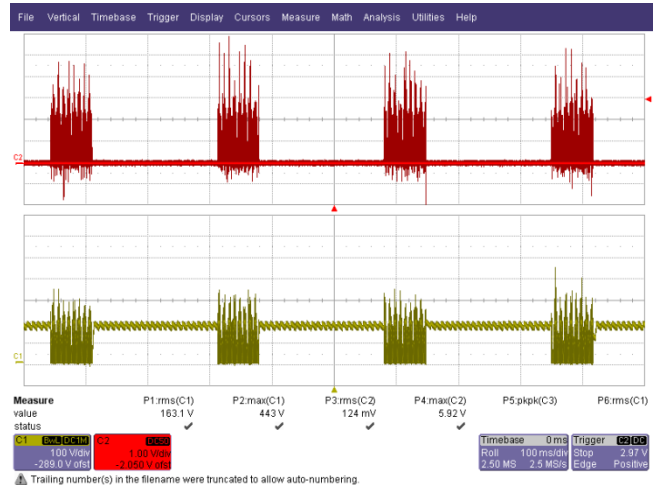 File Vertical Timebase Trigger Display Cursors Measure Math Analysis Utilities Help
C2
C1
Measure P1:rms(C1) P2:max(C1) P3:rms(C2) P4:max(C2) P5:pkpk(C3) P6:rms(C1)
value 163.1 V 443 V 124 mV 5.92 V
status
C1 BwL DC1M C2 DC50 Timebase 0 ms Trigger C2 DC
100 V/div 1.00 V/div Roll 100 ms/div Stop 2.97 V
-289.0 V ofst -2.050 V ofst 2.50 MS 2.5 MS/s Edge Positive
Trailing number(s) in the filename were truncated to allow auto-numbering.